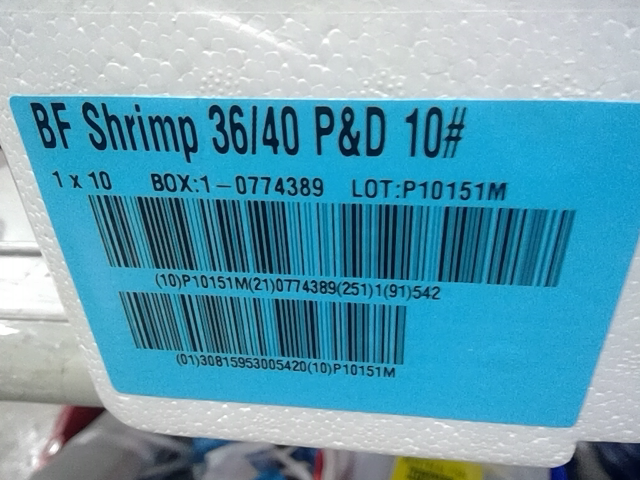 BF Shrimp 36/40 P&D 10#
1 x 10 BOX:1-0774389 LOT:P10151M
(10)P10151M(21)0774389(251)1(91)542
(01)30815953005420(10)P10151M